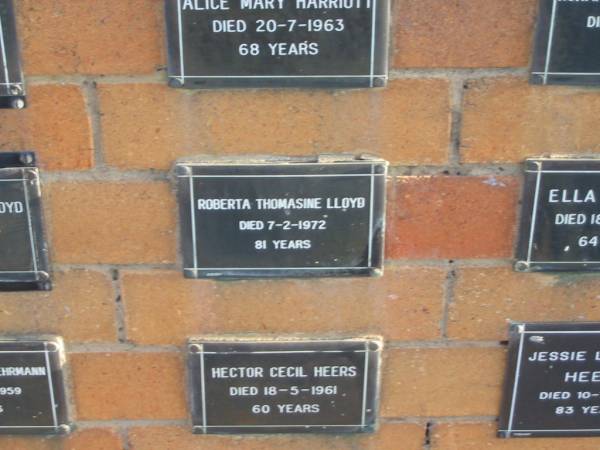 ALICE MARY HARRIOTT
DIED 20-7-1963
68 YEARS
ROBERTA THOMASINE LLOYD
DIED 7-2-1972
81 YEARS
ELLA
DIED 18
64
HECTOR CECIL HEERS
DIED 18-5-1961
60 YEARS
JESSIE L
HEE
DIED 10-
83 YE
OYD
EHRMANN
959